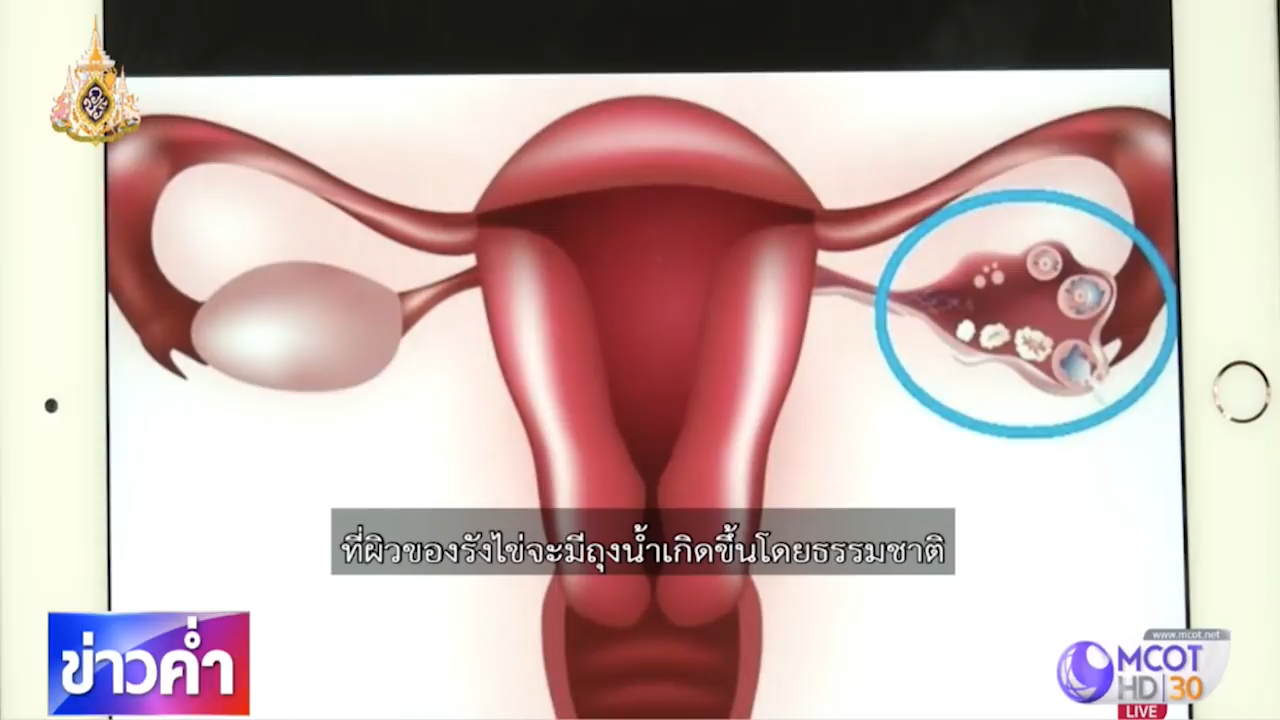 ที่ผิวของรังไข่จะมีถุงน้ำเกิดขึ้นโดยธรรมชาติ
ข่าวค่ำ
www.mcot.net
MCOT
HD|30
LIVE